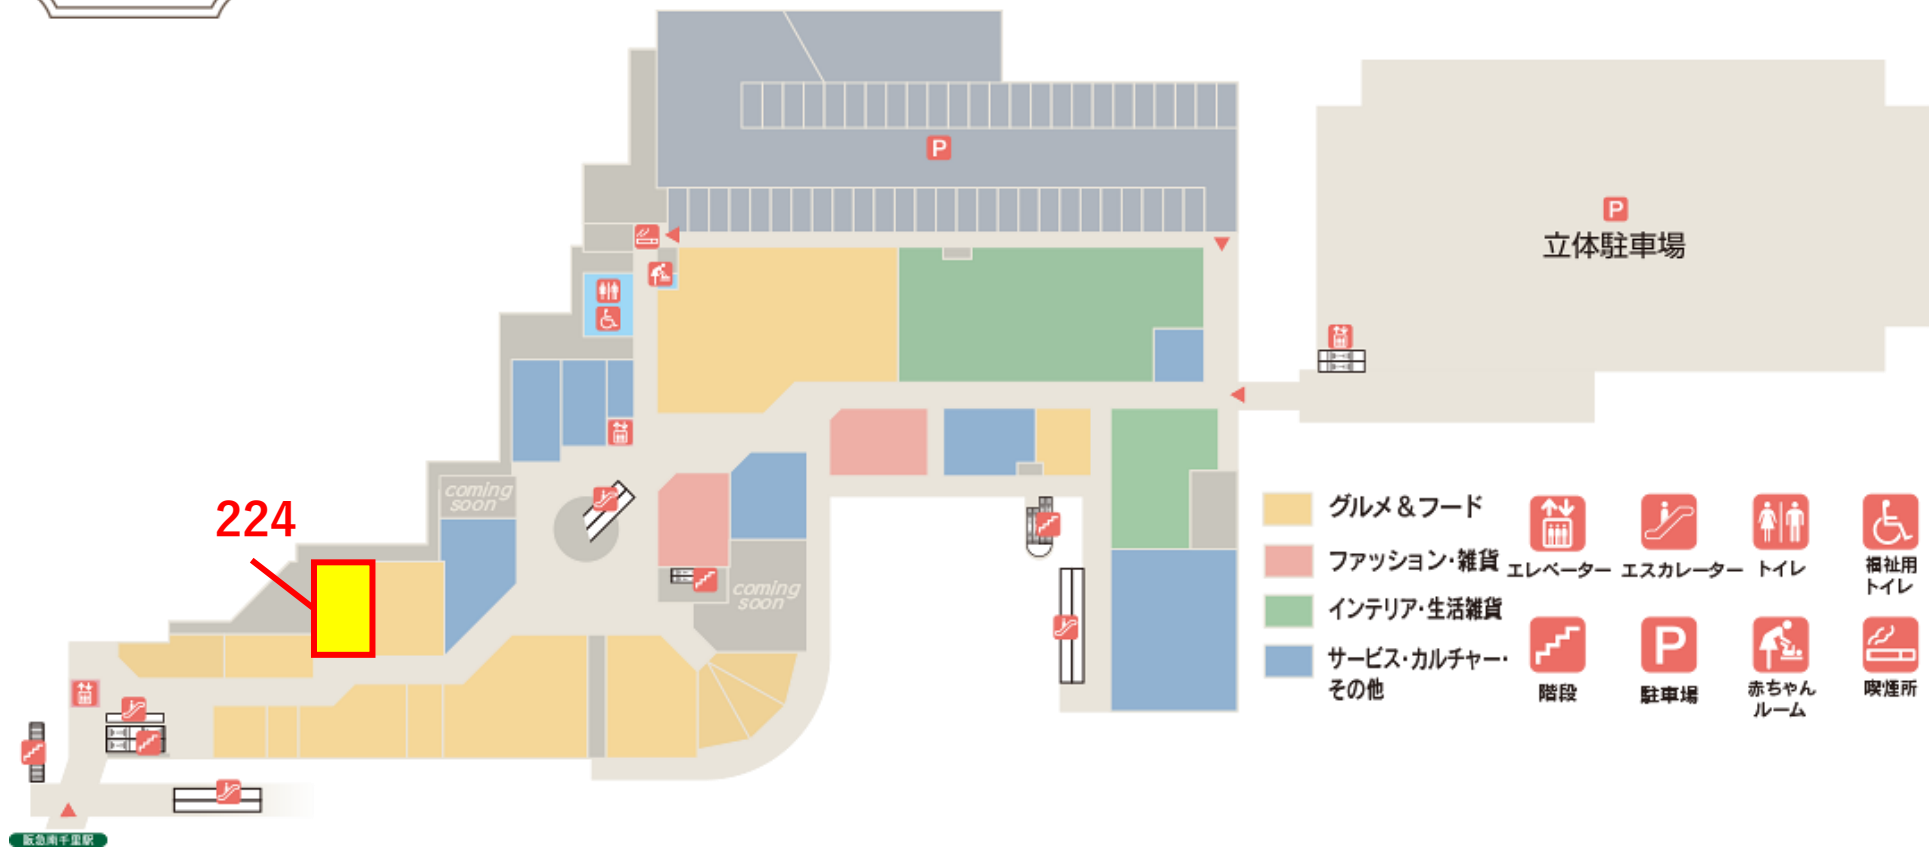 P
P
立体駐車場
coming
soon
224
coming
soon
グルメ&フード
ファッション・雑貨
インテリア・生活雑貨
サービス・カルチャー・
その他
エレベーター
エスカレーター
トイレ
福祉用
トイレ
階段
P
駐車場
赤ちゃん
ルーム
喫煙所
阪急南千里駅